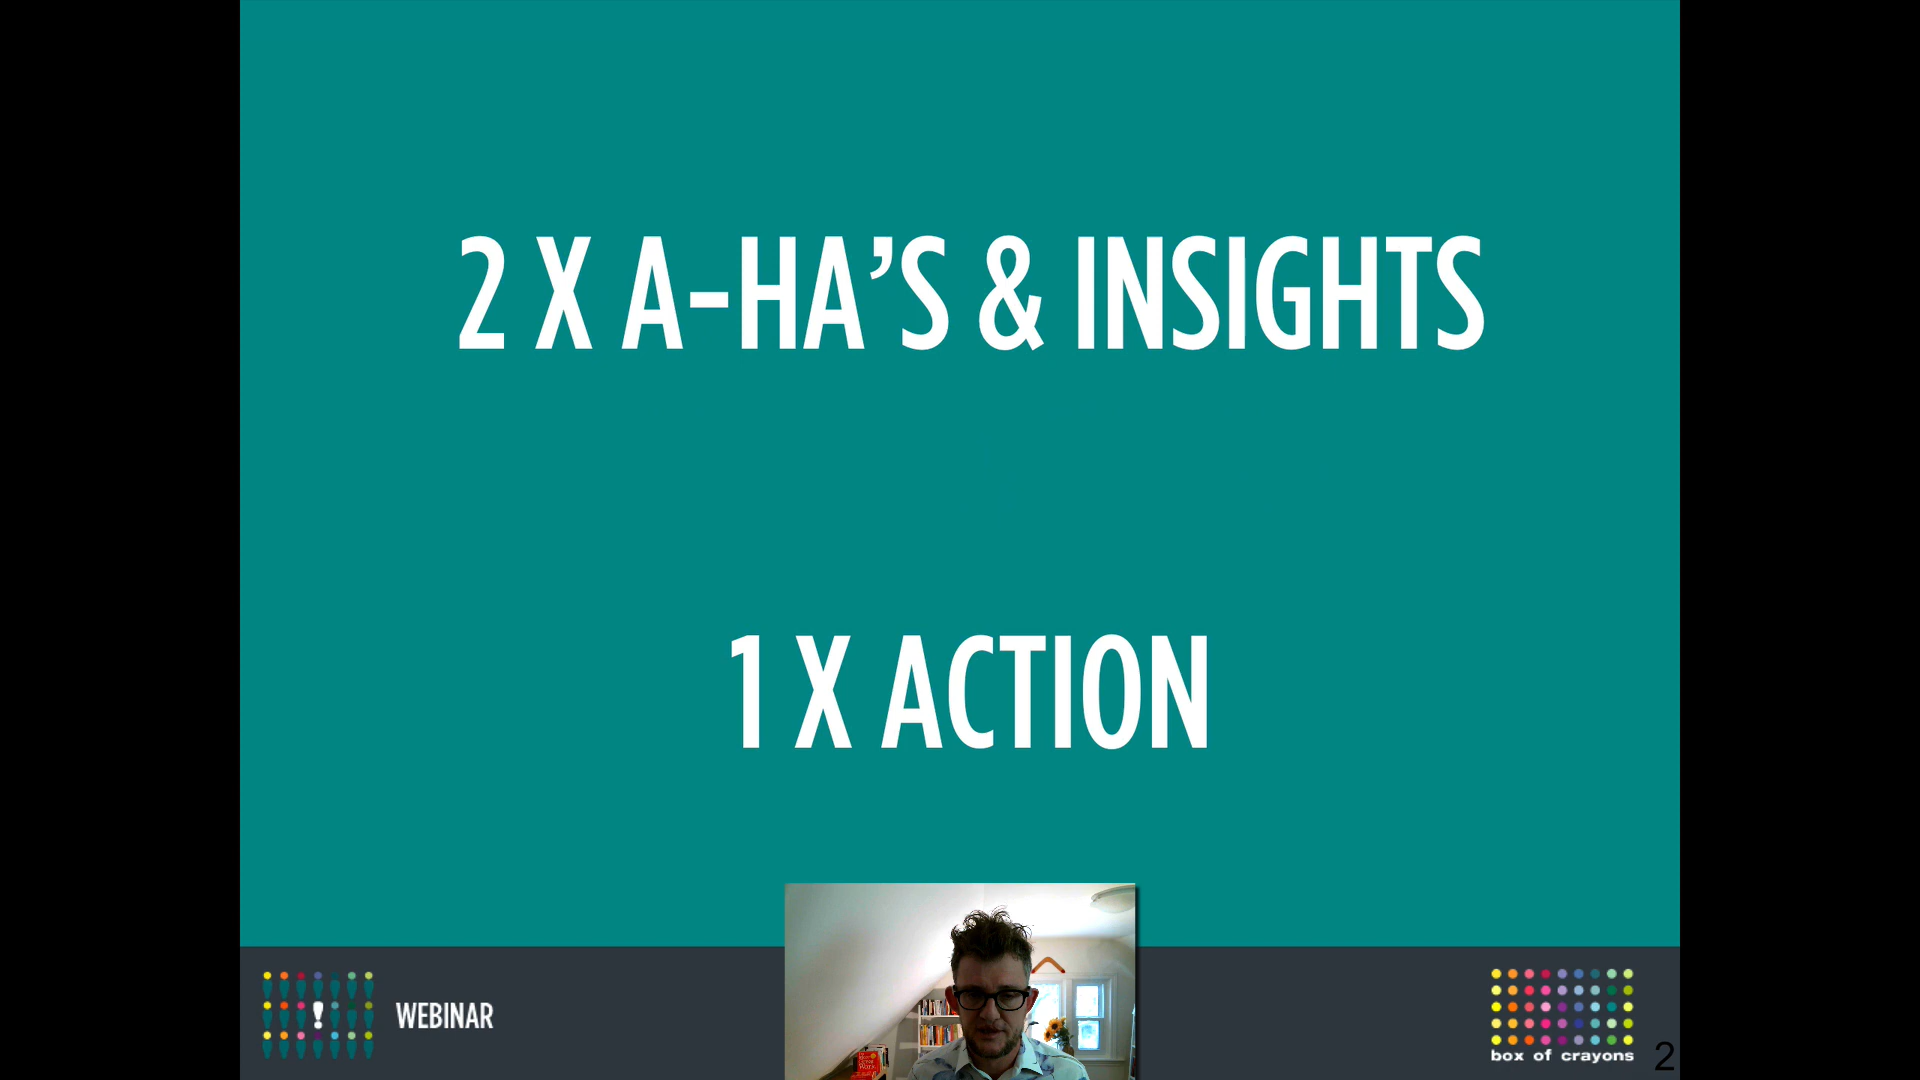 2 X A-HA’S & INSIGHTS
1 X ACTION
! WEBINAR
box of crayons
2